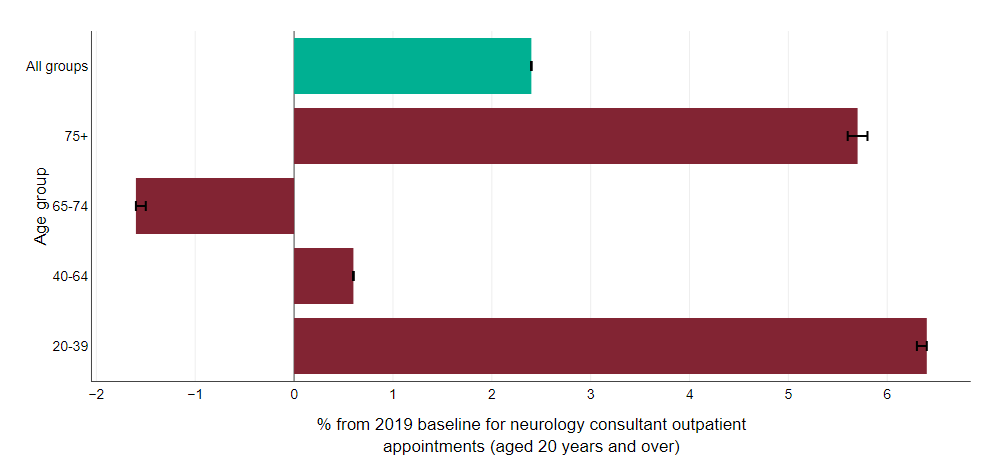 All groups
75+
65-74
40-64
20-39
Age group
−2 −1 0 1 2 3 4 5 6
% from 2019 baseline for neurology consultant outpatient
appointments (aged 20 years and over)